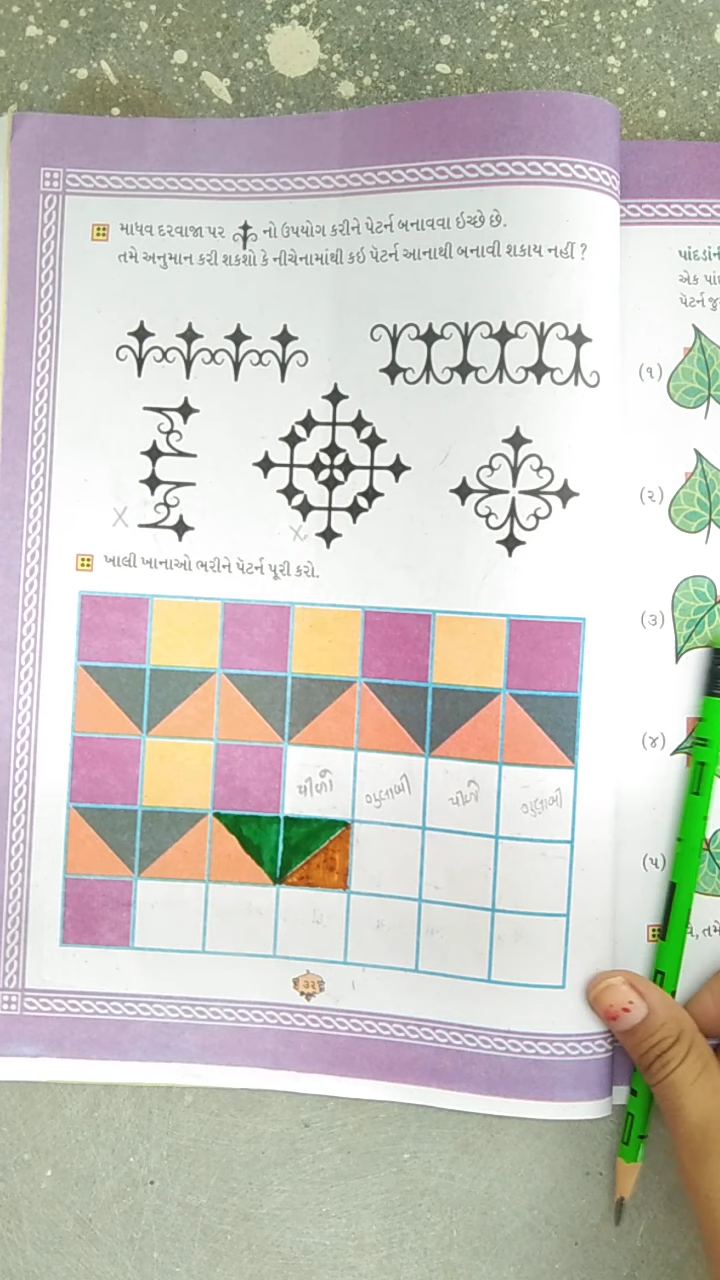 માધવ દરવાજા પર નો ઉપયોગ કરીને પેટર્ન બનાવવા ઇચ્છે છે.
તમે અનુમાન કરી શકશો કે નીચેનામાંથી કઇ પૅટર્ન આનાથી બનાવી શકાય નહીં ?
X
X
ખાલી ખાનાઓ ભરીને પૅટર્ન પૂરી કરો.
પીળો ગુલાબી પીળો ગુલાબી
૩૨
પાંદડાંની
એક
પૅટર્ન
(૧)
(૨)
(૩)
(૪)
(૫)